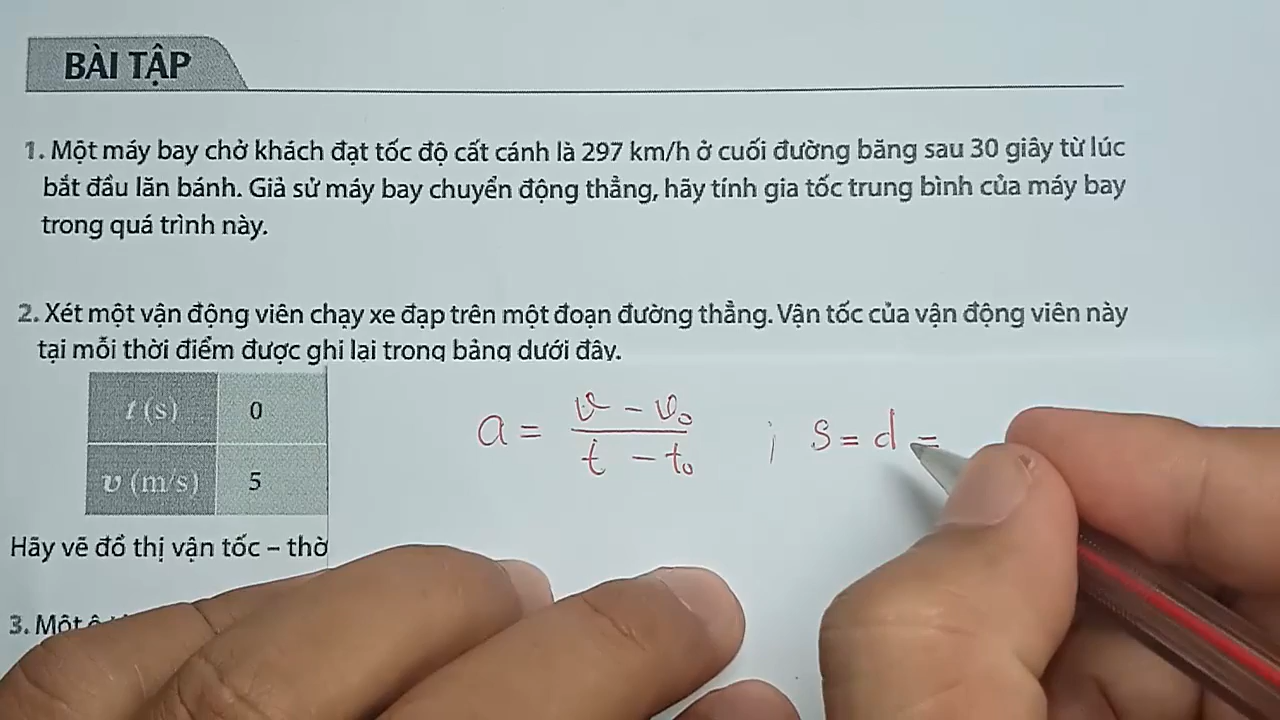 BÀI TẬP
1. Một máy bay chở khách đạt tốc độ cất cánh là 297 km/h ở cuối đường băng sau 30 giây từ lúc
bắt đầu lăn bánh. Giả sử máy bay chuyển động thẳng, hãy tính gia tốc trung bình của máy bay
trong quá trình này.
2. Xét một vận động viên chạy xe đạp trên một đoạn đường thẳng. Vận tốc của vận động viên này
tại mỗi thời điểm được ghi lại trong bảng dưới đây.
t (s) 0
v (m/s) 5
a = (v - v₀) / (t - t₀) ; s = d =
Hãy vẽ đồ thị vận tốc – thờ
3. Một